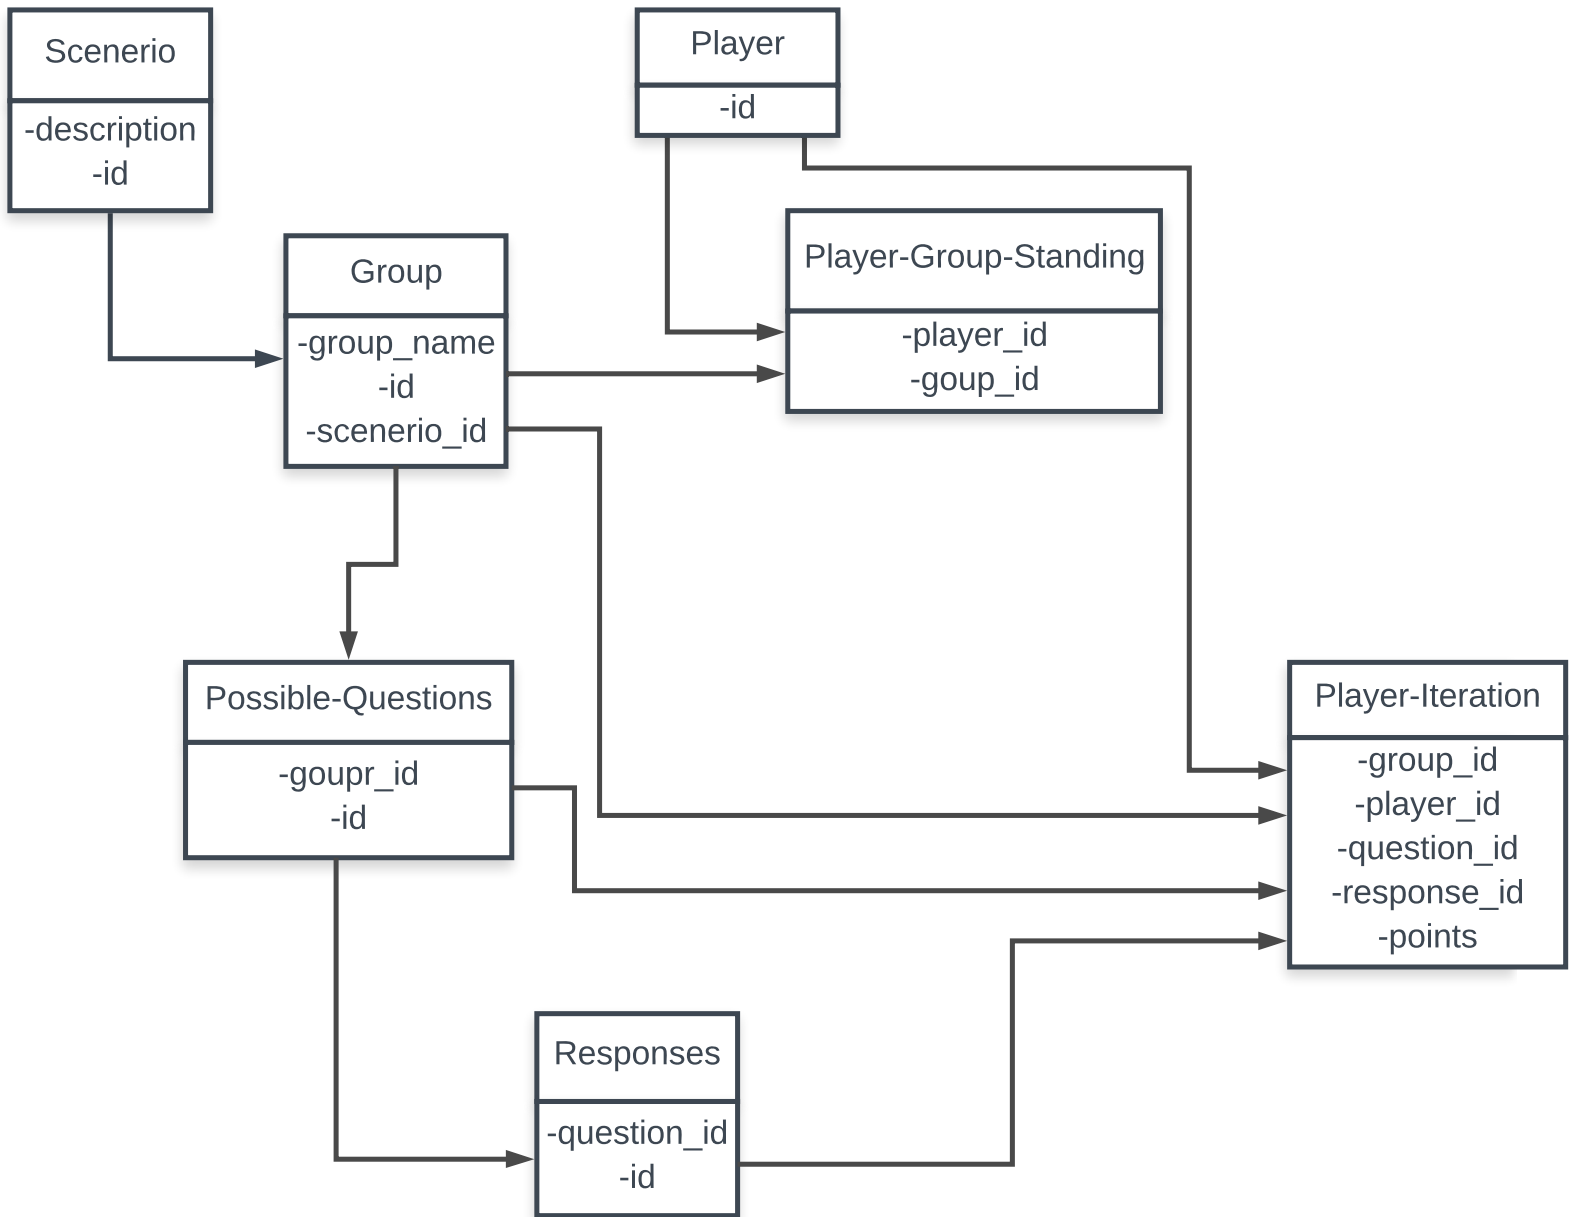 Scenerio
-description
-id
Player
-id
Group
-group_name
-id
-scenerio_id
Player-Group-Standing
-player_id
-goup_id
Possible-Questions
-goupr_id
-id
Player-Iteration
-group_id
-player_id
-question_id
-response_id
-points
Responses
-question_id
-id